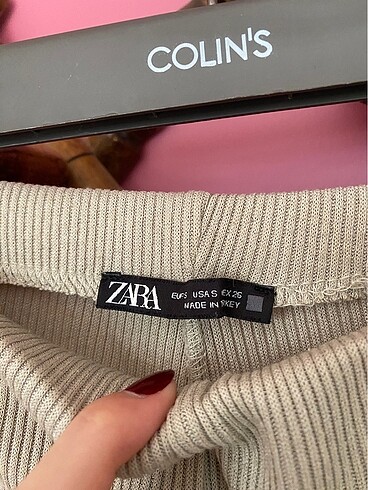 COLIN'S
ZARA
EUR S USA S MEX 26
MADE IN TURKEY